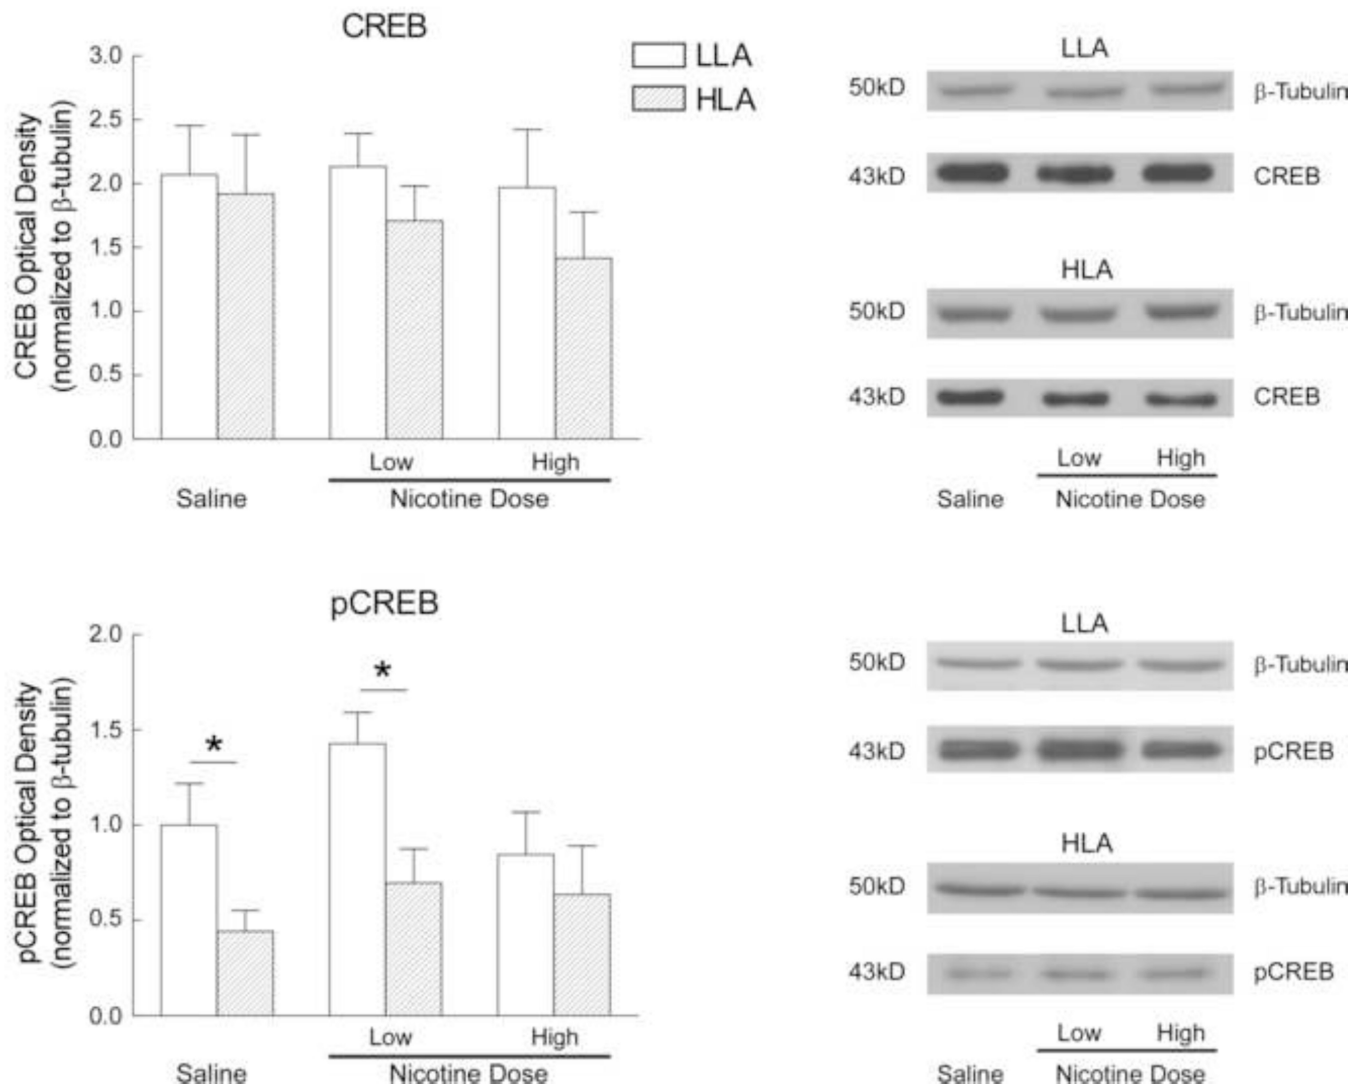 CREB
CREB Optical Density
(normalized to β-tubulin)
3.0
2.5
2.0
1.5
1.0
0.5
0.0
LLA
HLA
Low
High
Saline
Nicotine Dose
LLA
50kD
β-Tubulin
43kD
CREB
HLA
50kD
β-Tubulin
43kD
CREB
Low
High
Saline
Nicotine Dose
pCREB
pCREB Optical Density
(normalized to β-tubulin)
2.0
1.5
1.0
0.5
0.0
*
*
Low
High
Saline
Nicotine Dose
LLA
50kD
β-Tubulin
43kD
pCREB
HLA
50kD
β-Tubulin
43kD
pCREB
Low
High
Saline
Nicotine Dose